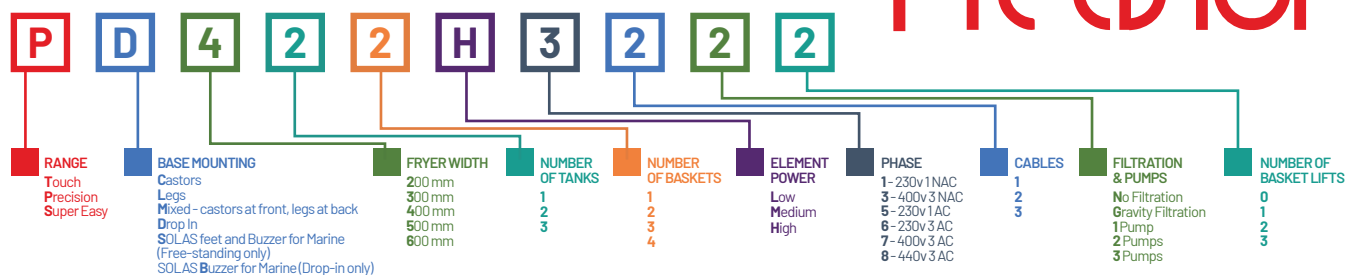 P D 4 2 2 H 3 2 2 2
RANGE
Touch
Precision
Super Easy
BASE MOUNTING
Castors
Legs
Mixed – castors at front, legs at back
Drop In
SOLAS feet and Buzzer for Marine
(Free-standing only)
SOLAS Buzzer for Marine (Drop-in only)
FRYER WIDTH
200 mm
300 mm
400 mm
500 mm
600 mm
NUMBER
OF TANKS
1
2
3
NUMBER
OF BASKETS
1
2
3
4
ELEMENT
POWER
Low
Medium
High
PHASE
1 – 230v 1 NAC
3 – 400v 3 NAC
5 – 230v 1 AC
6 – 230v 3 AC
7 – 400v 3 AC
8 – 440v 3 AC
CABLES
1
2
3
FILTRATION
& PUMPS
No Filtration
Gravity Filtration
1 Pump
2 Pumps
3 Pumps
NUMBER OF
BASKET LIFTS
0
1
2
3